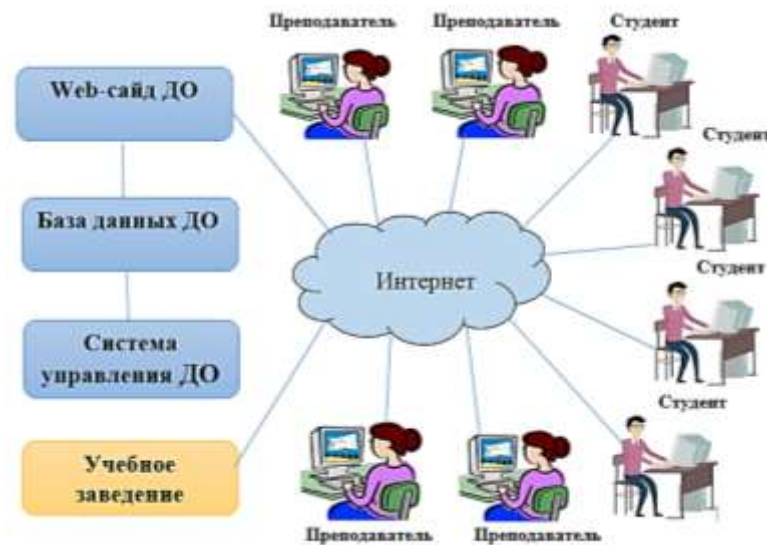 Преподаватель
Преподаватель
Студент
Web-сайд ДО
Студент
База данных ДО
Студент
Интернет
Система
управления ДО
Студент
Учебное
заведение
Преподаватель
Преподаватель